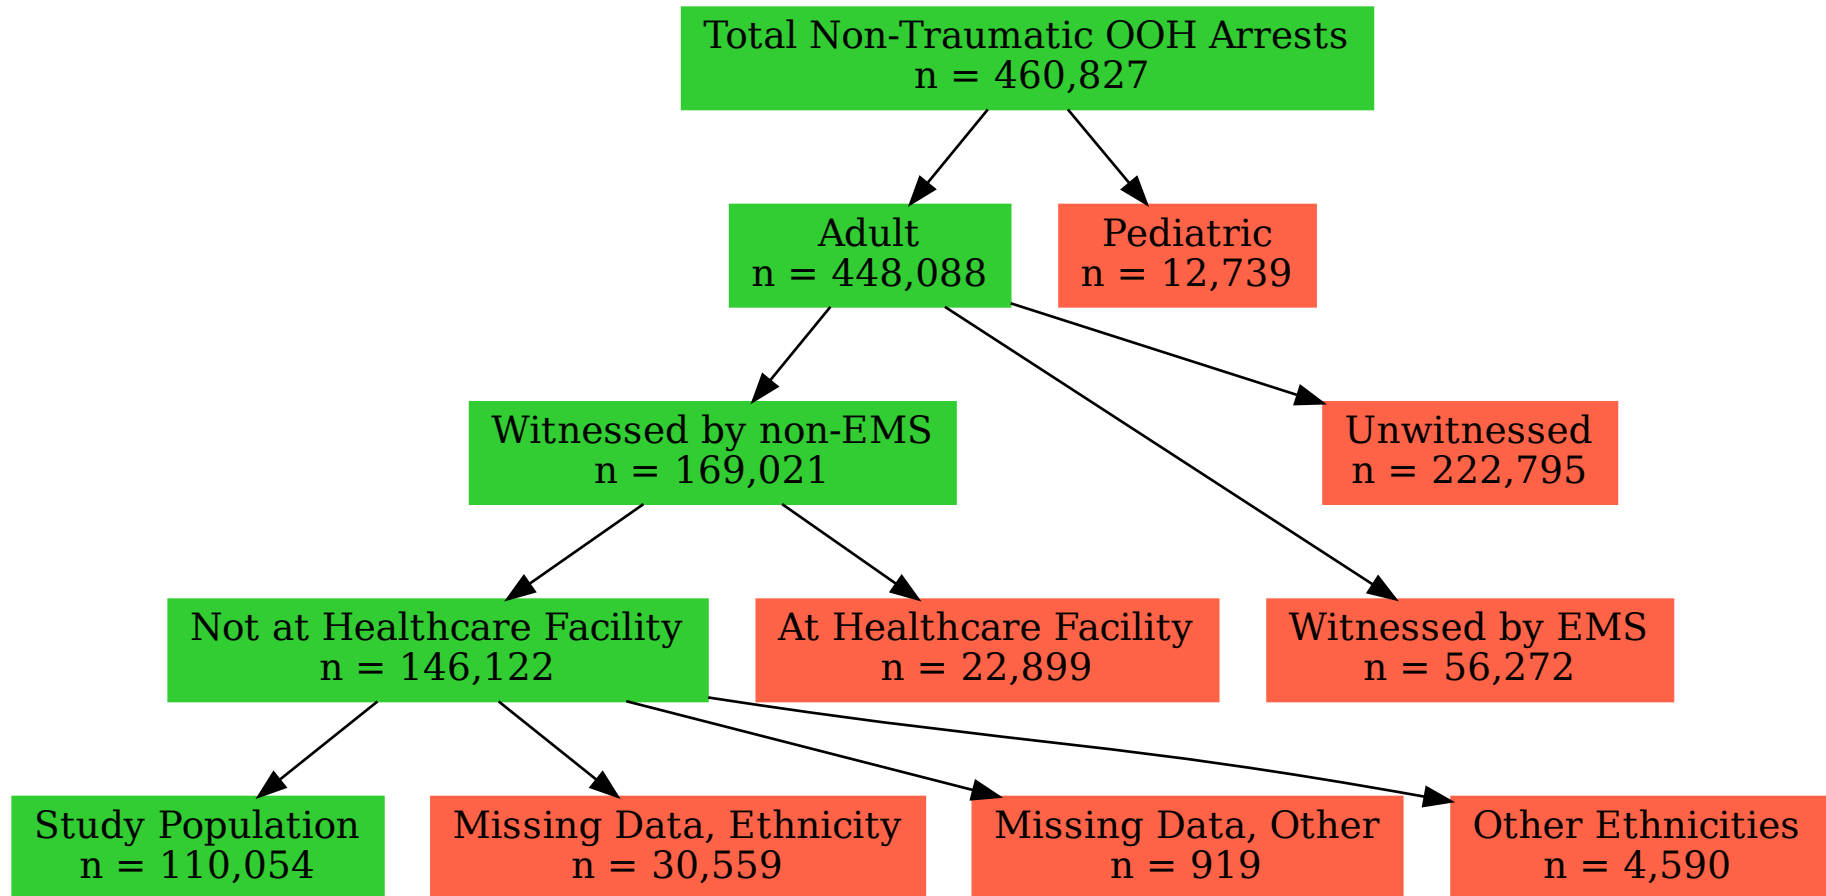 Total Non-Traumatic OOH Arrests
n = 460,827
Adult
n = 448,088
Pediatric
n = 12,739
Witnessed by non-EMS
n = 169,021
Unwitnessed
n = 222,795
Not at Healthcare Facility
n = 146,122
At Healthcare Facility
n = 22,899
Witnessed by EMS
n = 56,272
Study Population
n = 110,054
Missing Data, Ethnicity
n = 30,559
Missing Data, Other
n = 919
Other Ethnicities
n = 4,590